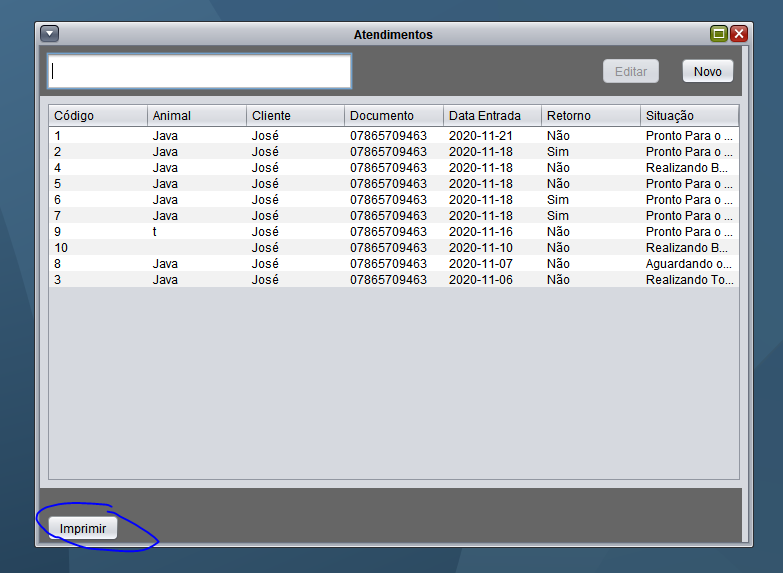 Atendimentos
Editar Novo
Código Animal Cliente Documento Data Entrada Retorno Situação
1 Java José 07865709463 2020-11-21 Não Pronto Para o ...
2 Java José 07865709463 2020-11-18 Sim Pronto Para o ...
4 Java José 07865709463 2020-11-18 Não Realizando B...
5 Java José 07865709463 2020-11-18 Não Pronto Para o ...
6 Java José 07865709463 2020-11-18 Sim Pronto Para o ...
7 Java José 07865709463 2020-11-18 Sim Pronto Para o ...
9 t José 07865709463 2020-11-16 Não Pronto Para o ...
10 José 07865709463 2020-11-10 Não Realizando B...
8 Java José 07865709463 2020-11-07 Não Aguardando o...
3 Java José 07865709463 2020-11-06 Não Realizando To...
Imprimir